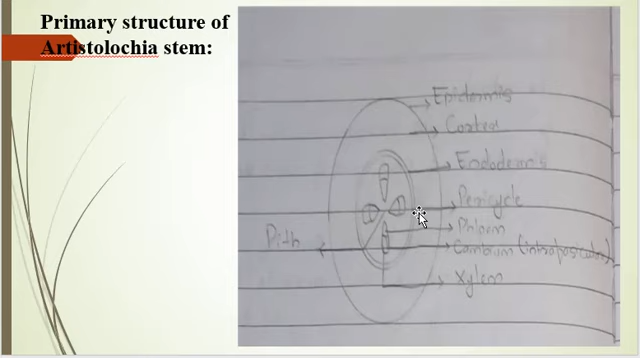 Primary structure of
Artistolochia stem:
Epidermis
Cortex
Endodermis
Pericycle
Phloem
Pith
Cambium (intrafascicular)
Xylem